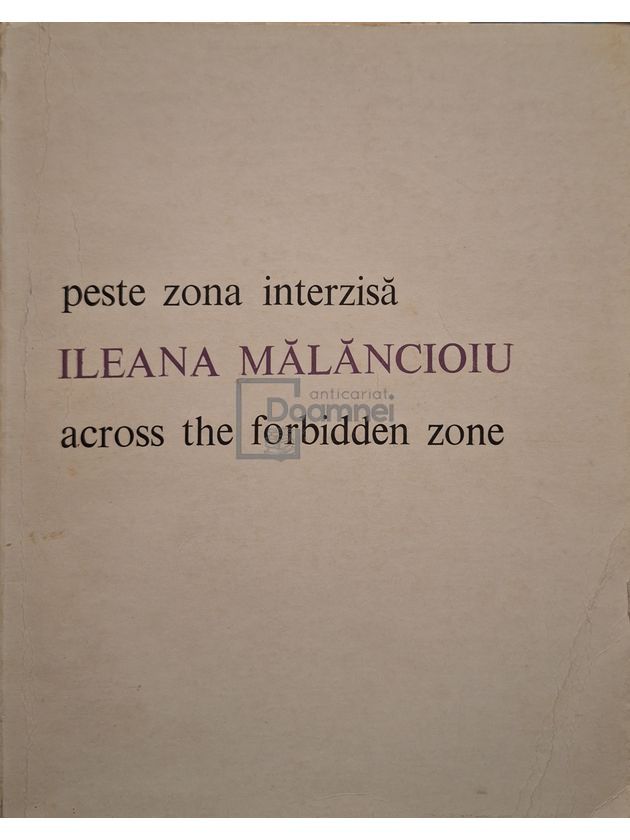 peste zona interzisă
ILEANA MĂLĂNCIOIU
anticariat
Doamnei
across the forbidden zone